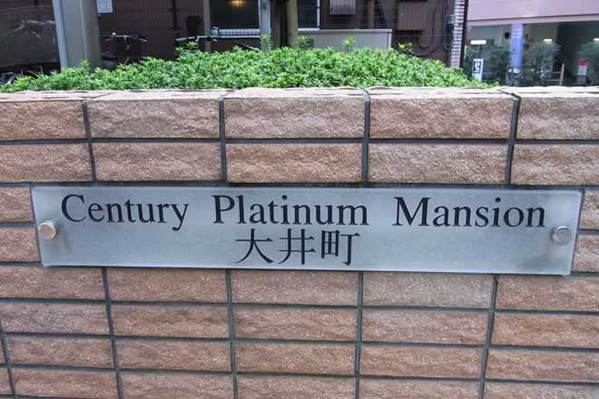 Century Platinum Mansion
大井町